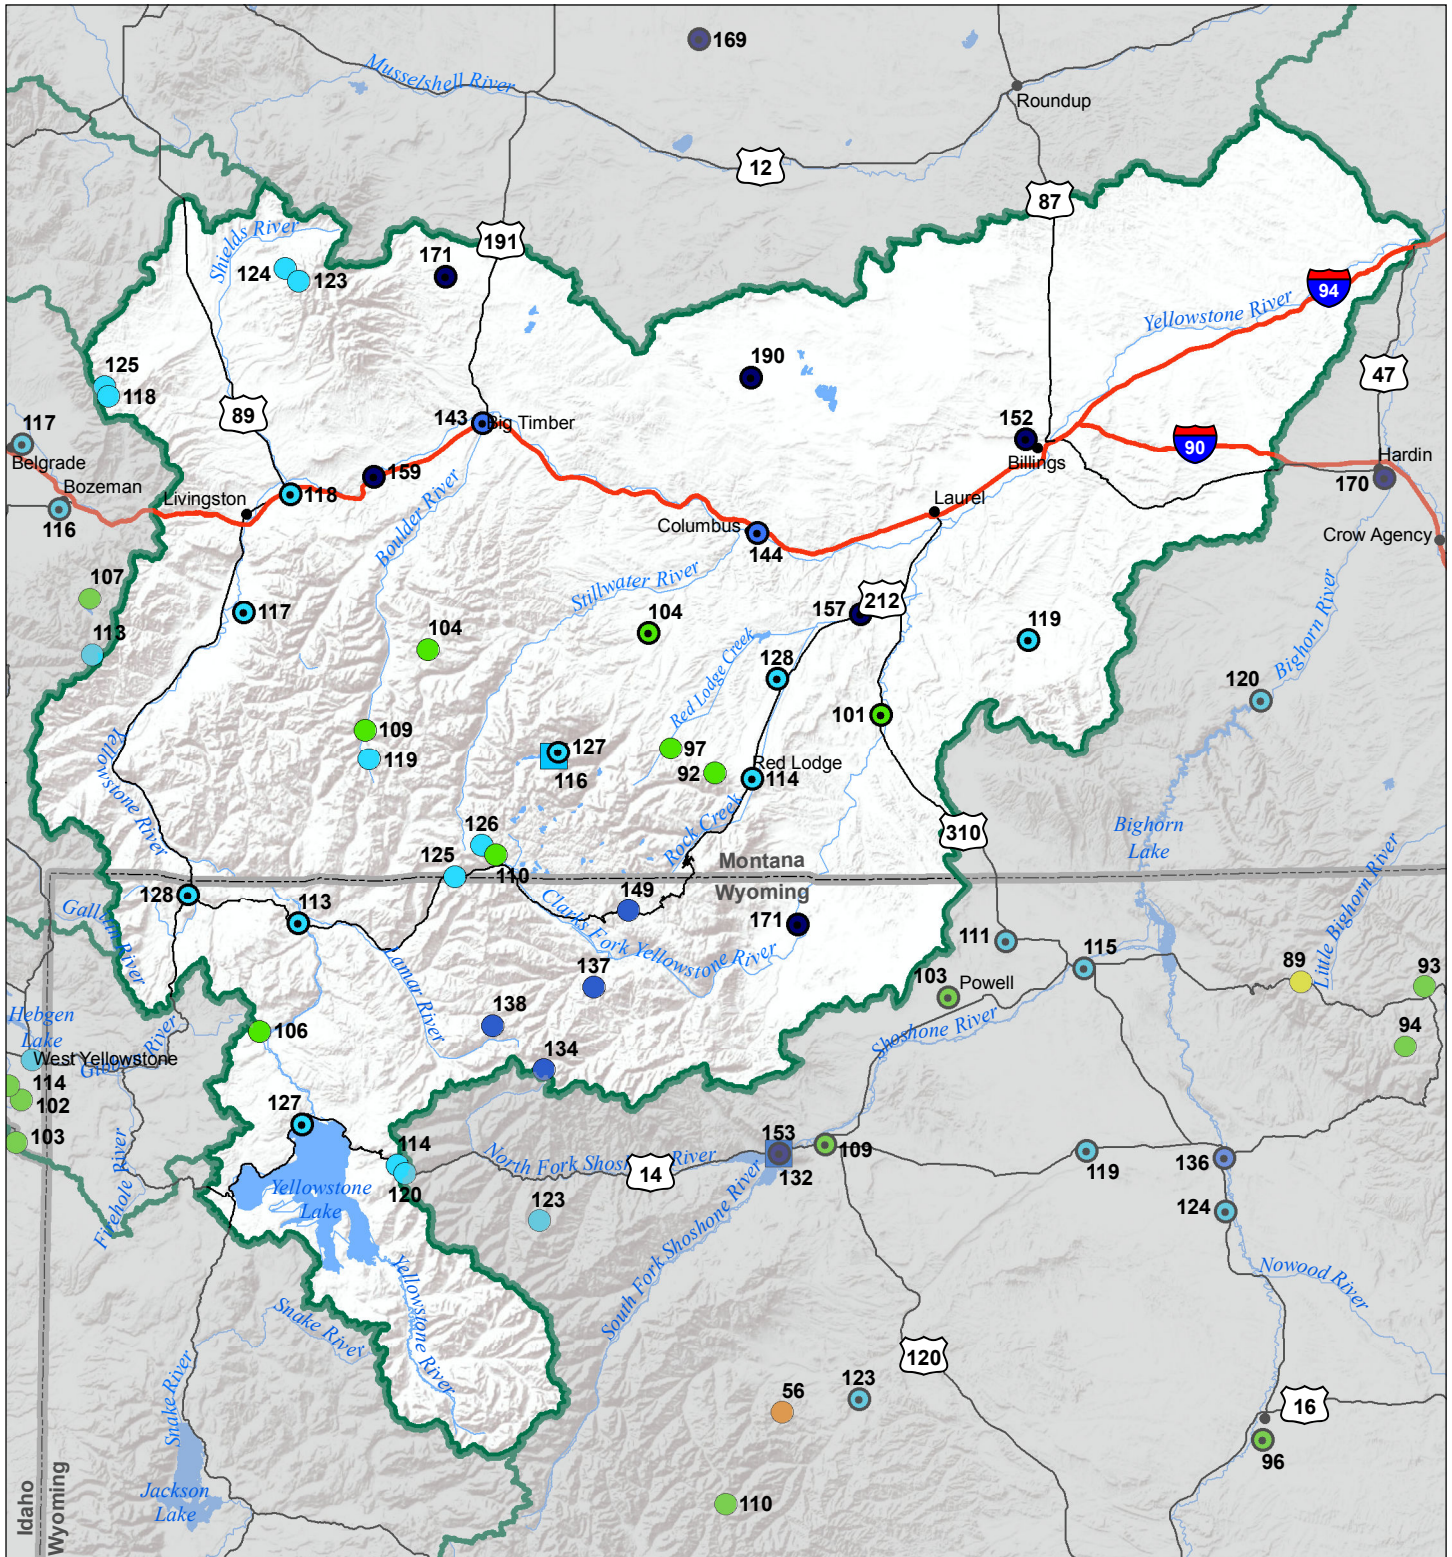 169
Musselshell River
Roundup
12
87
191
Shields River
171
124
123
94
Yellowstone River
190
47
125
118
89
143
Big Timber
117
Belgrade
152
Billings
90
Hardin
170
159
Bozeman
Livingston
118
116
Laurel
Columbus
144
Crow Agency
Boulder River
Stillwater River
107
113
117
104
104
157
212
119
Bighorn River
Red Lodge Creek
128
120
101
109
119
127
116
97
92
Red Lodge
114
Yellowstone River
Rock Creek
310
Bighorn
Lake
126
125
110
Montana
Wyoming
Little Bighorn River
128
113
149
171
Clarks Fork Yellowstone River
Gallatin River
Lamar River
111
115
103
Powell
89
93
94
137
138
134
Shoshone River
Hebgen
Lake
West Yellowstone
Gibbon River
106
114
102
103
127
114
120
North Fork Shoshone River
14
153
132
109
119
136
124
Firehole River
Yellowstone
Lake
123
South Fork Shoshone River
Nowood River
Yellowstone River
Snake River
Snake River
120
56
123
16
96
110
Jackson
Lake
Idaho
Wyoming